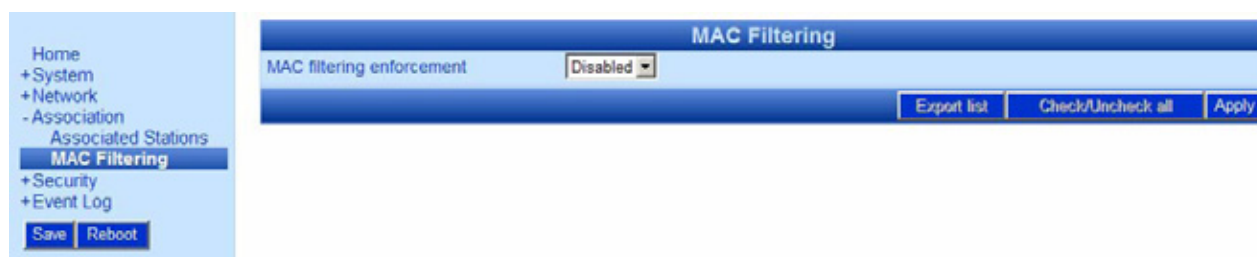 Home
+System
+Network
-Association
Associated Stations
MAC Filtering
+Security
+Event Log
Save Reboot
MAC Filtering
MAC filtering enforcement Disabled
Export list Check/Uncheck all Apply